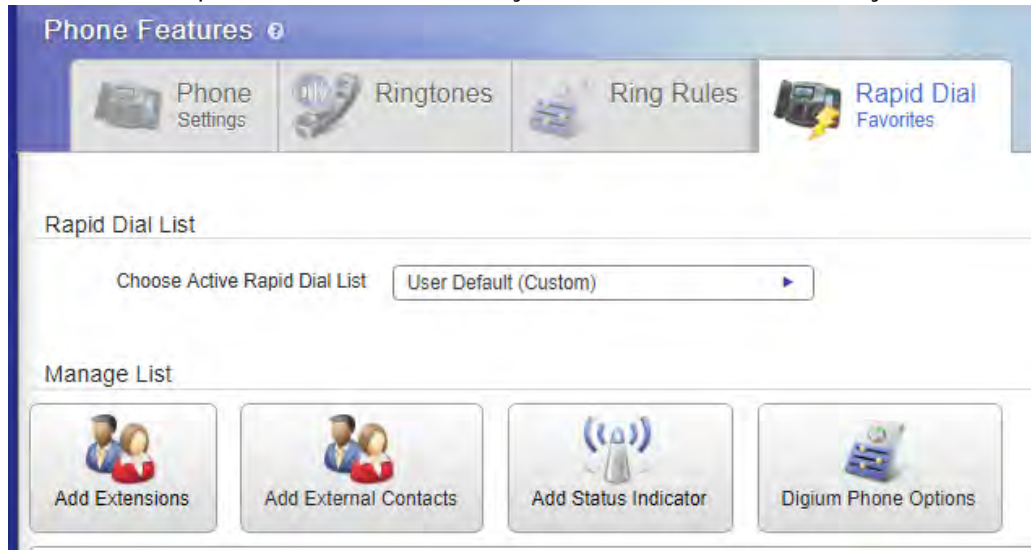 Phone Features
Phone
Settings
Ringtones
Ring Rules
Rapid Dial
Favorites
Rapid Dial List
Choose Active Rapid Dial List
User Default (Custom)
Manage List
Add Extensions
Add External Contacts
Add Status Indicator
Digium Phone Options